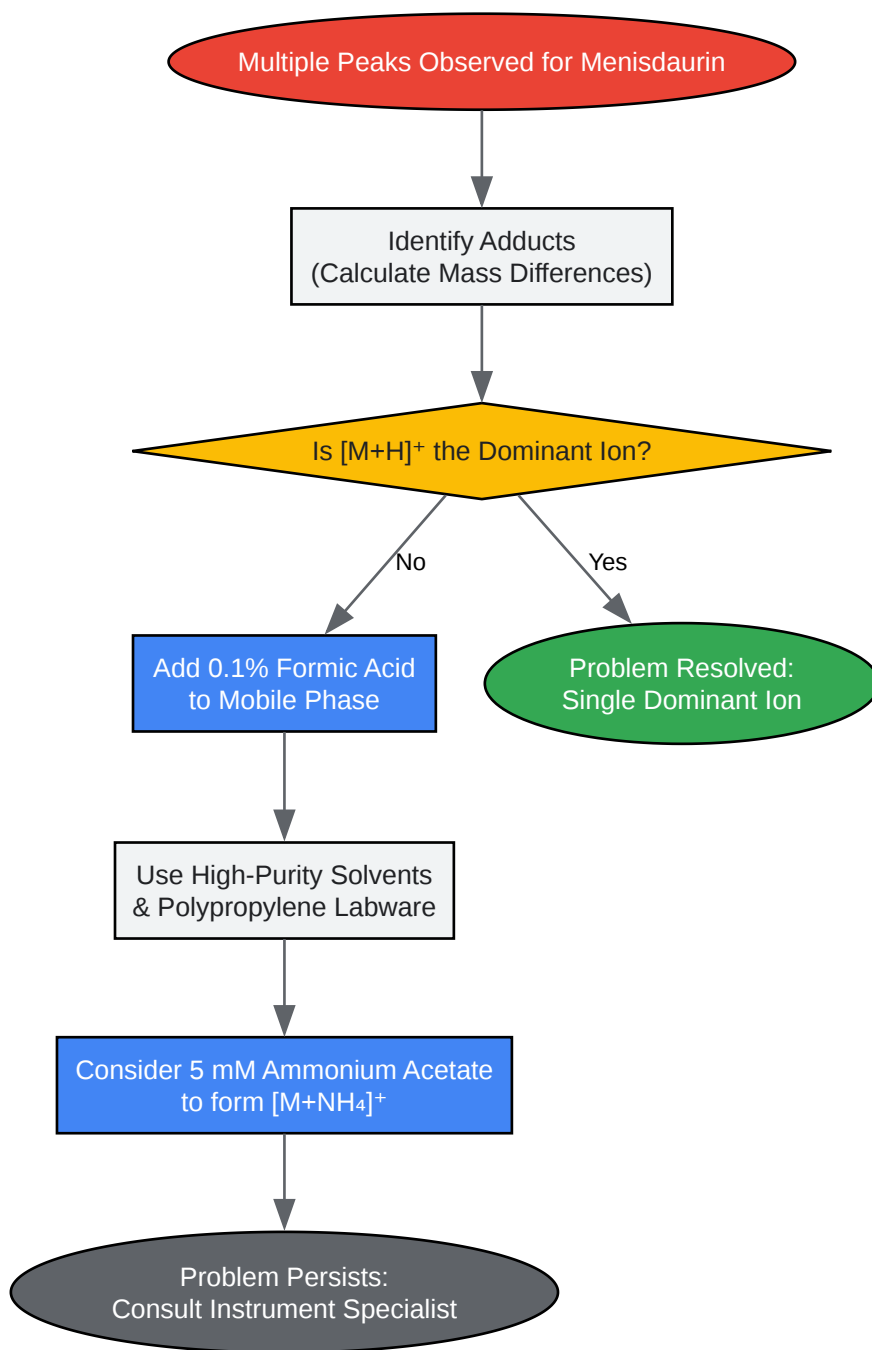 Multiple Peaks Observed for Menisdaurin
Identify Adducts
(Calculate Mass Differences)
Is [M+H]⁺ the Dominant Ion?
No
Yes
Add 0.1% Formic Acid
to Mobile Phase
Problem Resolved:
Single Dominant Ion
Use High-Purity Solvents
& Polypropylene Labware
Consider 5 mM Ammonium Acetate
to form [M+NH₄]⁺
Problem Persists:
Consult Instrument Specialist